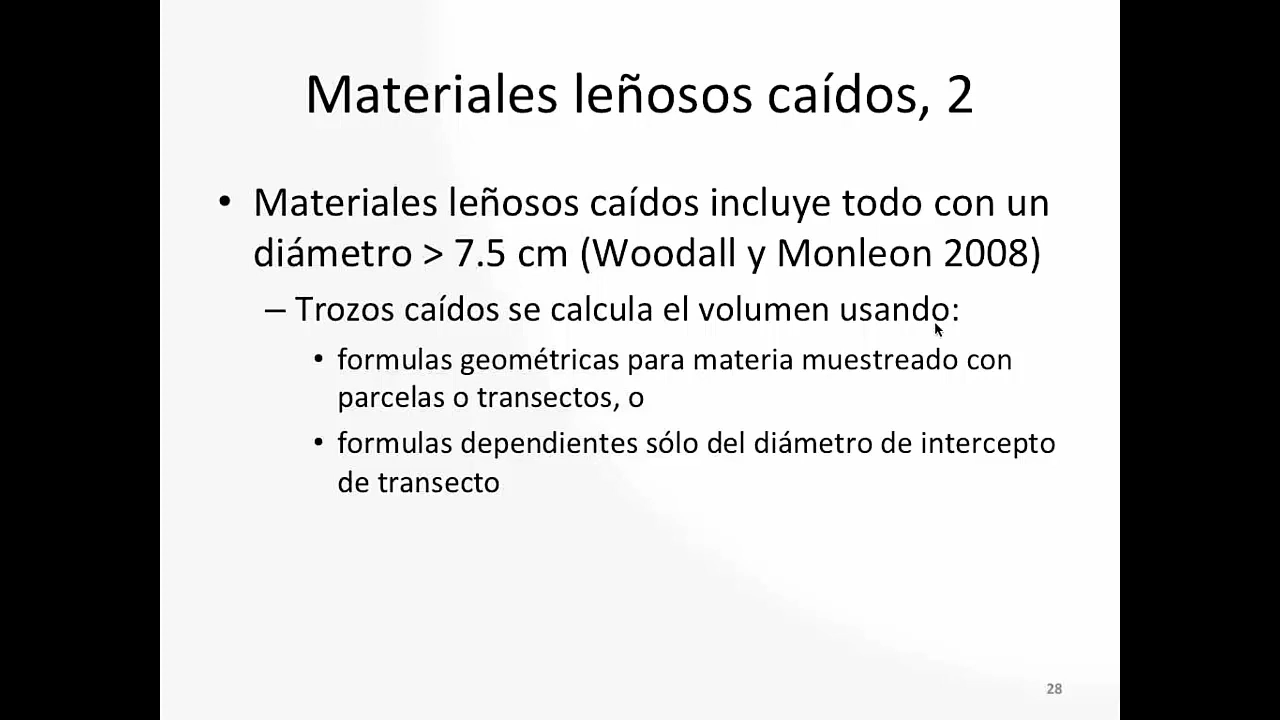 Materiales leñosos caídos, 2
• Materiales leñosos caídos incluye todo con un
diámetro > 7.5 cm (Woodall y Monleon 2008)
– Trozos caídos se calcula el volumen usando:
• formulas geométricas para materia muestreado con
parcelas o transectos, o
• formulas dependientes sólo del diámetro de intercepto
de transecto
28